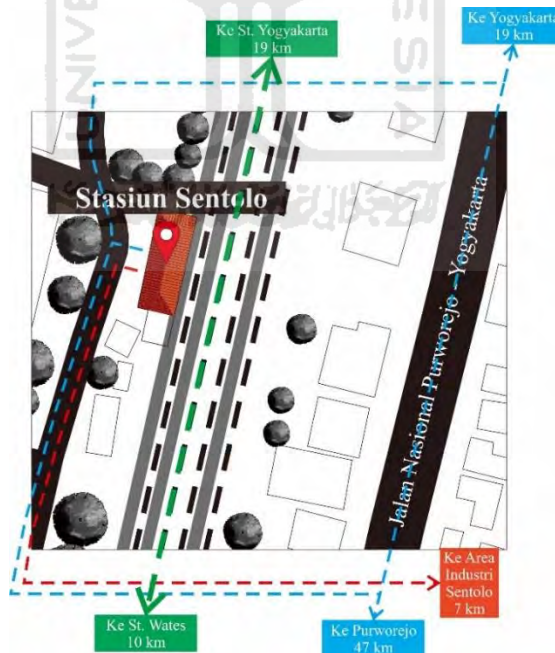 Ke St. Yogyakarta
19 km
Ke Yogyakarta
19 km
Stasiun Sentolo
Jalan Nasional Purworejo - Yogyakarta
Ke Area
Industri
Sentolo
7 km
Ke St. Wates
10 km
Ke Purworejo
47 km